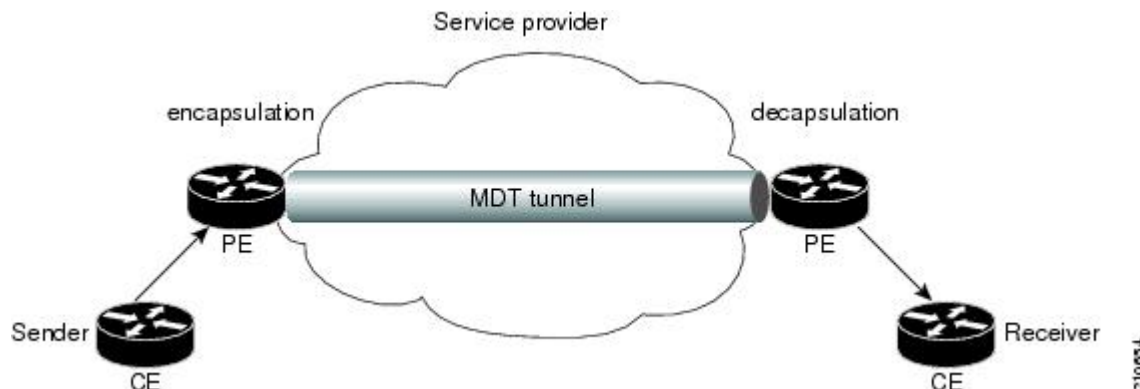 Service provider
encapsulation
decapsulation
MDT tunnel
PE
PE
Sender
Receiver
CE
CE